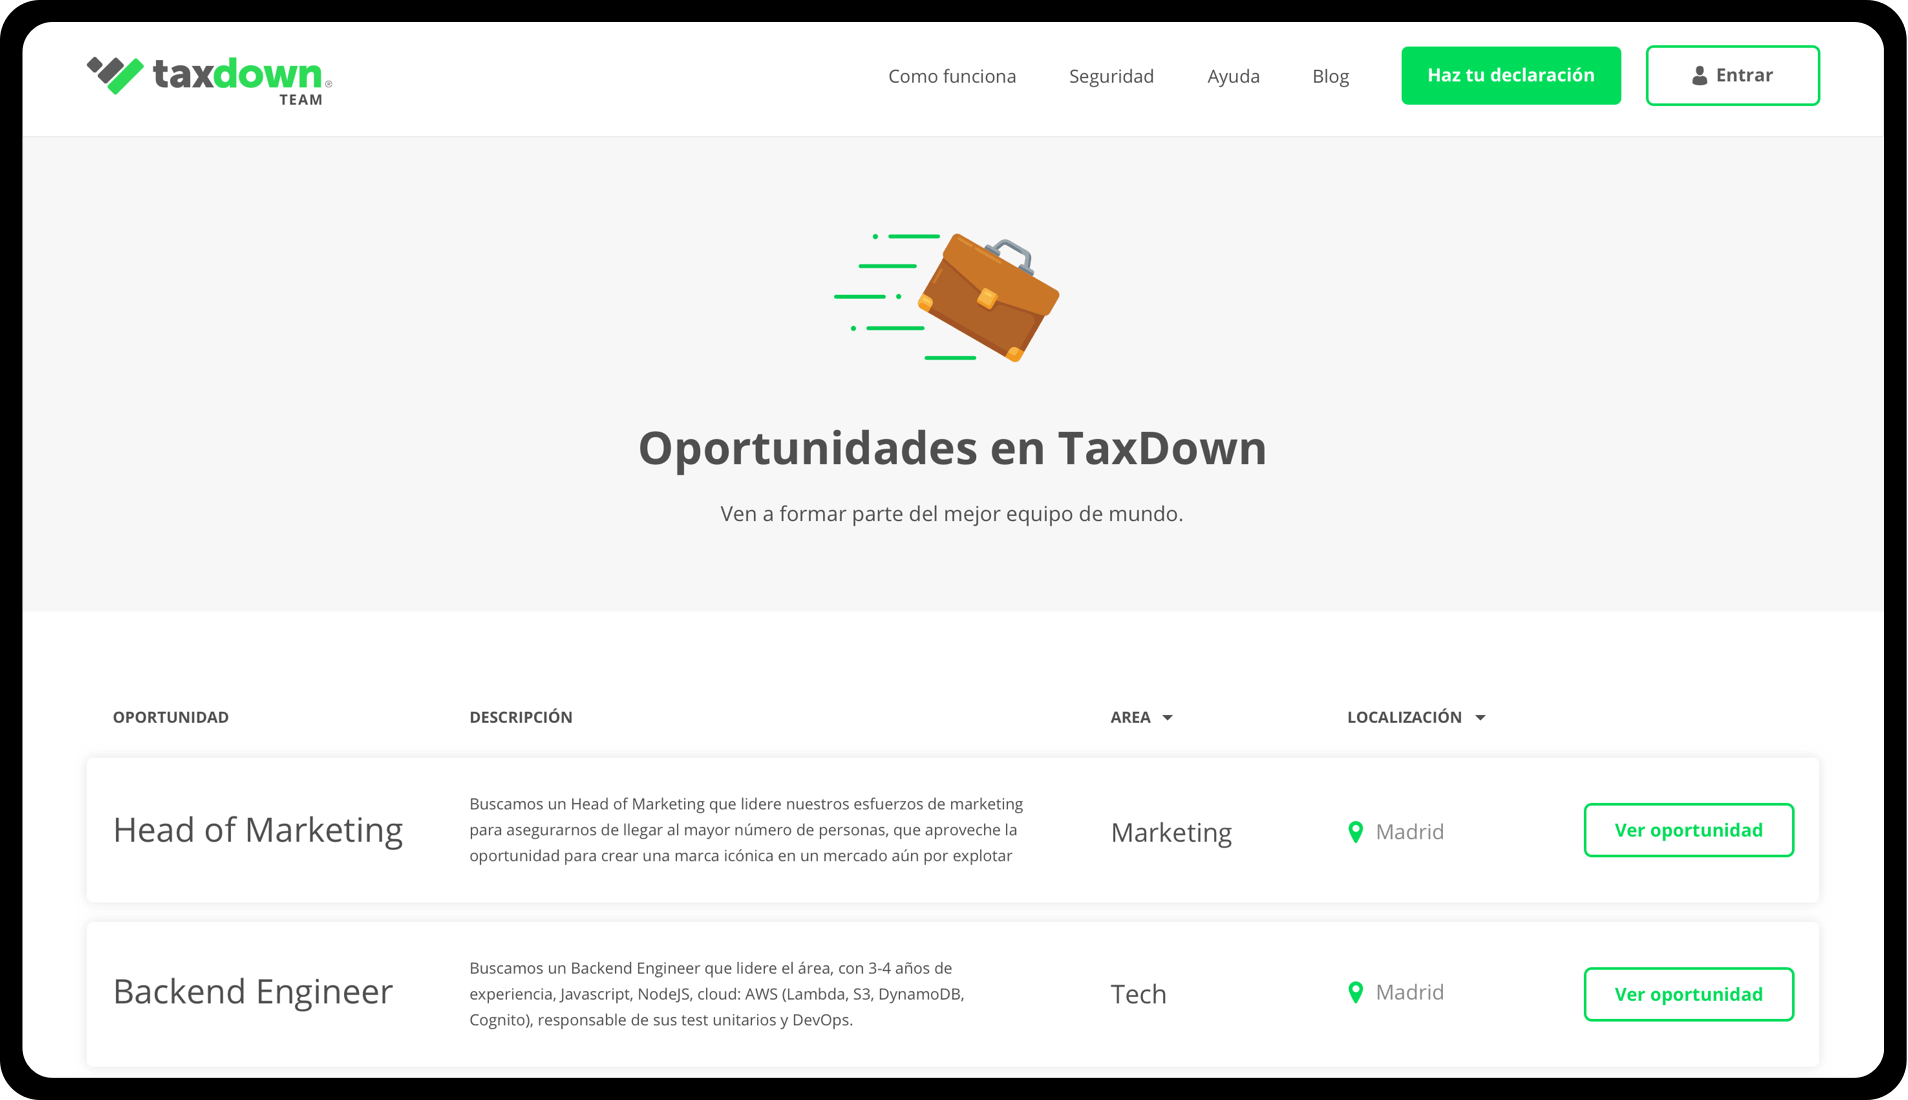 taxdown®
TEAM
Como funciona
Seguridad
Ayuda
Blog
Haz tu declaración
Entrar
Oportunidades en TaxDown
Ven a formar parte del mejor equipo de mundo.
OPORTUNIDAD
DESCRIPCIÓN
AREA
LOCALIZACIÓN
Head of Marketing
Buscamos un Head of Marketing que lidere nuestros esfuerzos de marketing
para asegurarnos de llegar al mayor número de personas, que aproveche la
oportunidad para crear una marca icónica en un mercado aún por explotar
Marketing
Madrid
Ver oportunidad
Backend Engineer
Buscamos un Backend Engineer que lidere el área, con 3-4 años de
experiencia, Javascript, NodeJS, cloud: AWS (Lambda, S3, DynamoDB,
Cognito), responsable de sus test unitarios y DevOps.
Tech
Madrid
Ver oportunidad